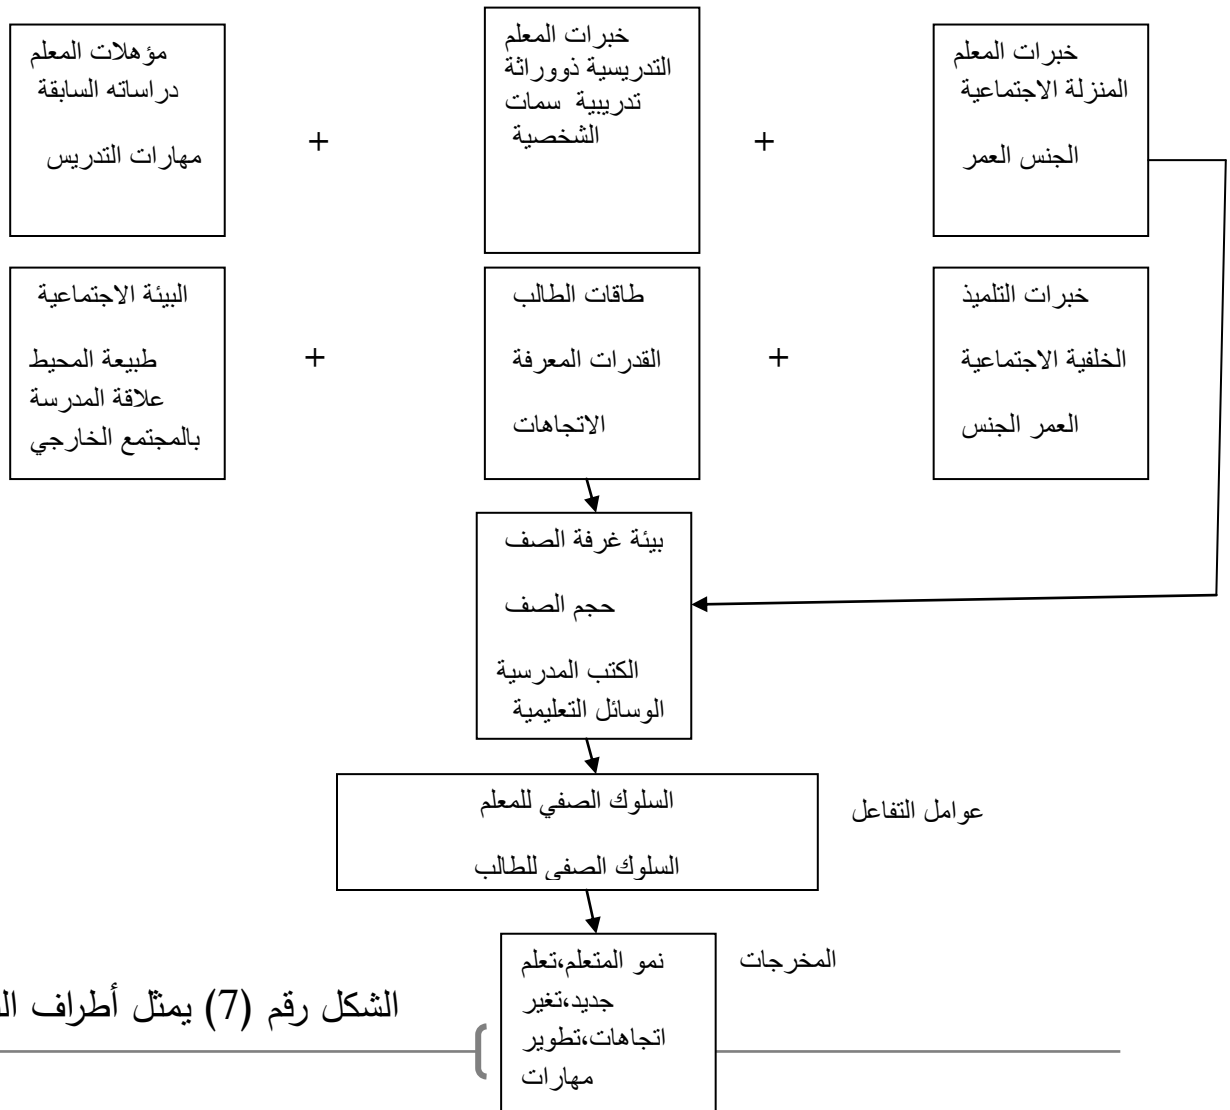 خبرات المعلم
المنزلة الاجتماعية
الجنس العمر
+
خبرات المعلم
التدريسية ذووراثة
تدريبية سمات
الشخصية
+
مؤهلات المعلم
دراساته السابقة
مهارات التدريس
خبرات التلميذ
الخلفية الاجتماعية
العمر الجنس
+
طاقات الطالب
القدرات المعرفة
الاتجاهات
+
البيئة الاجتماعية
طبيعة المحيط
علاقة المدرسة
بالمجتمع الخارجي
بيئة غرفة الصف
حجم الصف
الكتب المدرسية
الوسائل التعليمية
عوامل التفاعل
السلوك الصفي للمعلم
السلوك الصفي للطالب
المخرجات
نمو المتعلم،تعلم
جديد،تغير
اتجاهات،تطوير
مهارات
الشكل رقم (7) يمثل أطراف